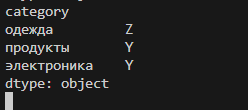 category
одежда Z
продукты Y
электроника Y
dtype: object